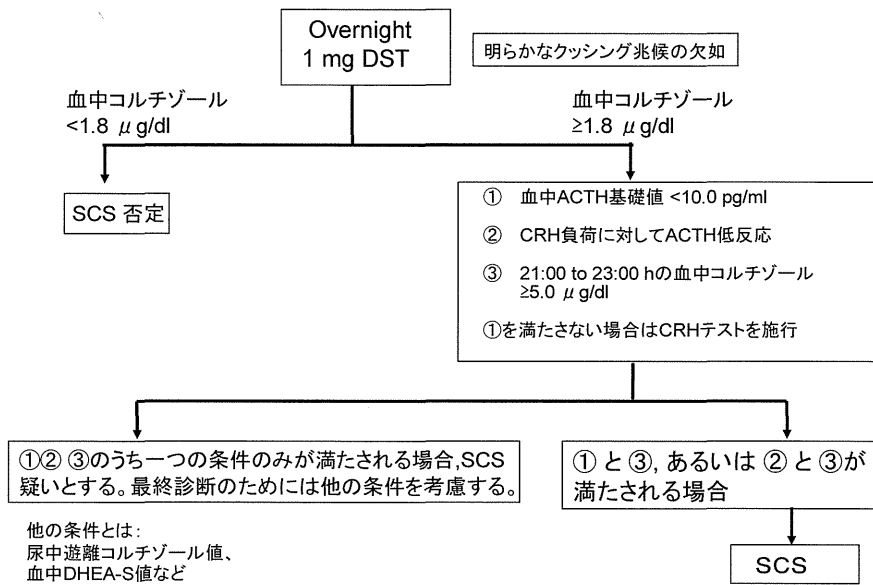 Overnight
1 mg DST
明らかなクッシング兆候の欠如
血中コルチゾール
<1.8 μg/dl
血中コルチゾール
≥1.8 μg/dl
SCS 否定
① 血中ACTH基礎値 <10.0 pg/ml
② CRH負荷に対してACTH低反応
③ 21:00 to 23:00 hの血中コルチゾール
≥5.0 μg/dl
①を満たさない場合はCRHテストを施行
①② ③のうち一つの条件のみが満たされる場合,SCS
疑いとする。最終診断のためには他の条件を考慮する。
① と ③, あるいは ② と ③が
満たされる場合
他の条件とは:
尿中遊離コルチゾール値、
血中DHEA-S値など
SCS